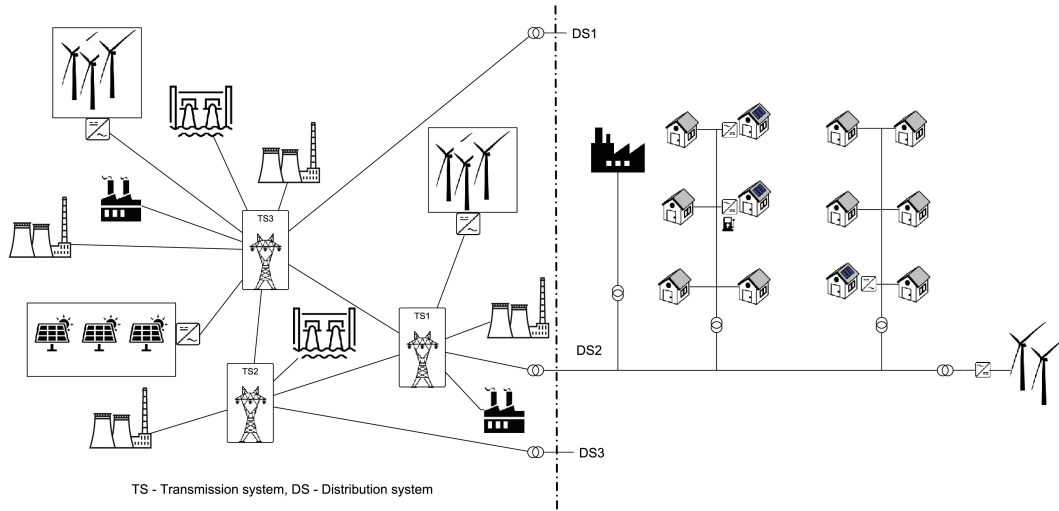 DS1
TS3
TS1
DS2
TS2
DS3
TS - Transmission system, DS - Distribution system